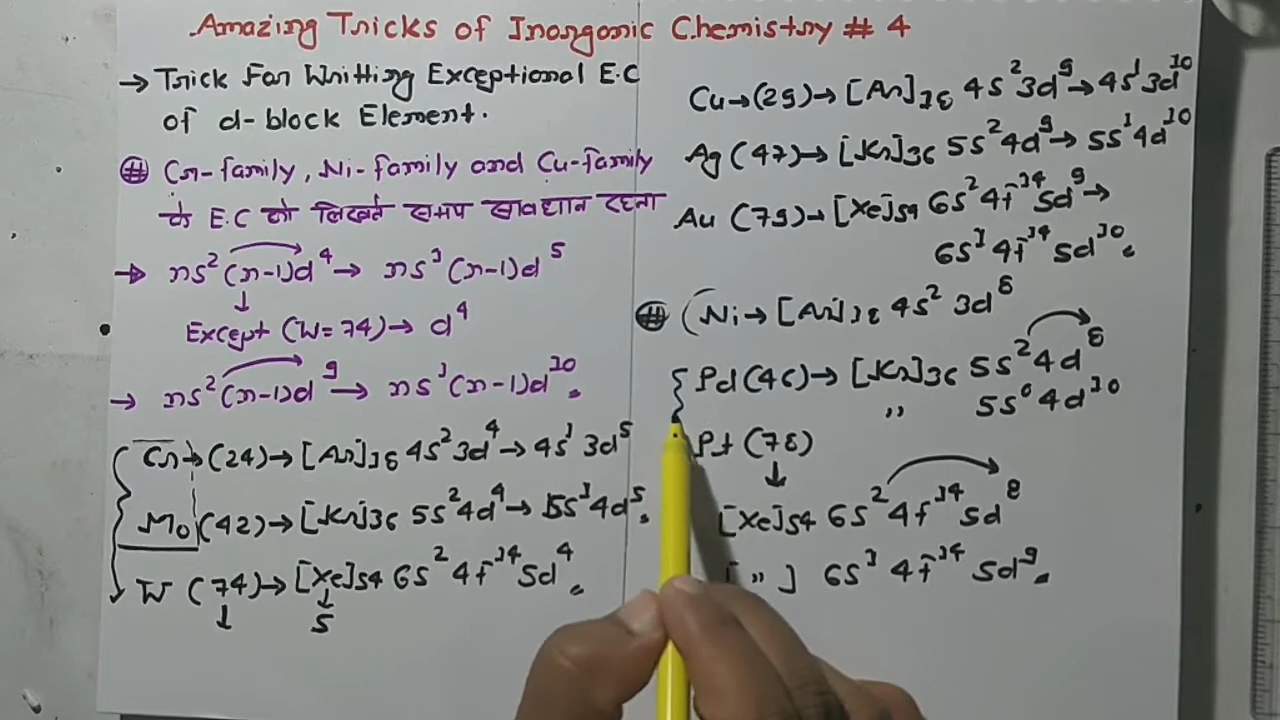 Amazing Tricks of Inorganic Chemistry # 4
→ Trick For Writting Exceptional E.C
of d-block Element.
# Cr-family, Ni-family and Cu-family
के E.C को लिखते समय सावधान रहना
→ ns² (n-1)d⁴ → ns¹ (n-1)d⁵
↓
Except (W=74) → d⁴
→ ns² (n-1)d⁹ → ns¹ (n-1)d¹⁰.
Cr → (24) → [Ar]₁₈ 4s² 3d⁴ → 4s¹ 3d⁵
Mo (42) → [Kr]₃₆ 5s² 4d⁴ → 5s¹ 4d⁵.
W (74) → [Xe]₅₄ 6s² 4f¹⁴ 5d⁴.
↓ ↓
5
Cu → (29) → [Ar]₁₈ 4s² 3d⁹ → 4s¹ 3d¹⁰
Ag (47) → [Kr]₃₆ 5s² 4d⁹ → 5s¹ 4d¹⁰
Au (79) → [Xe]₅₄ 6s² 4f¹⁴ 5d⁹ →
6s¹ 4f¹⁴ 5d¹⁰.
# (Ni → [Ar]₁₈ 4s² 3d⁸
Pd (46) → [Kr]₃₆ 5s² 4d⁸
,, 5s⁰ 4d¹⁰
Pt (78)
↓
[Xe]₅₄ 6s² 4f¹⁴ 5d⁸
[ ,, ] 6s¹ 4f¹⁴ 5d⁹.